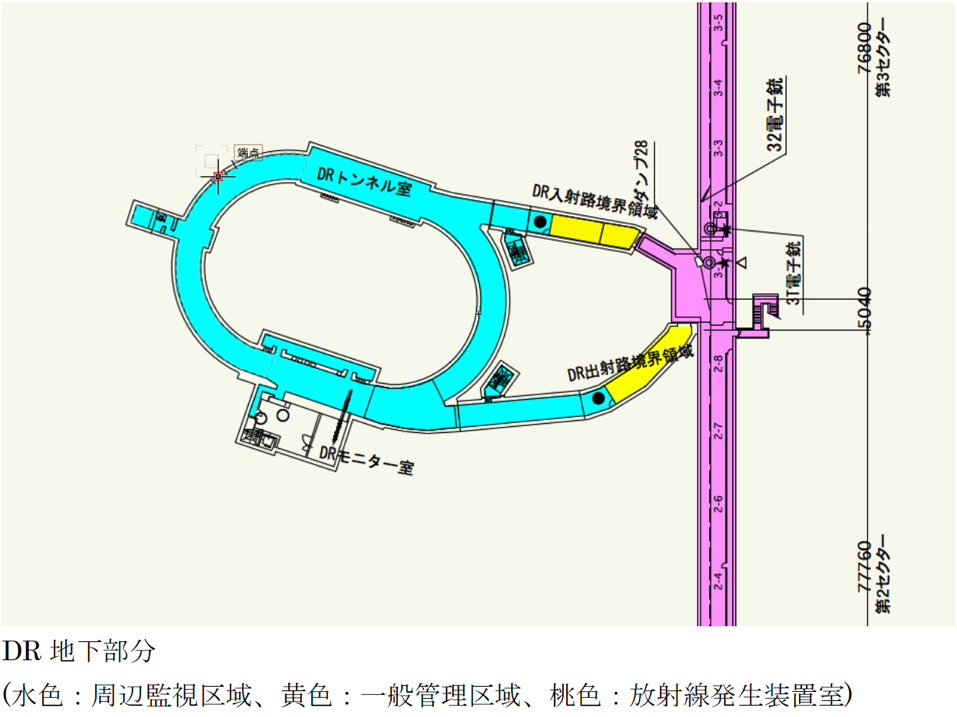 3-5
76800
第3セクター
3-4
32電子銃
3-3
ダンプ28
端点
DRトンネル室
DR入射路境界領域
3-2
3T電子銃
3-
5040
DR出射路境界領域
2-8
2-7
DRモニター室
2-6
77760
第2セクター
2-4
DR 地下部分
(水色：周辺監視区域、黄色：一般管理区域、桃色：放射線発生装置室)